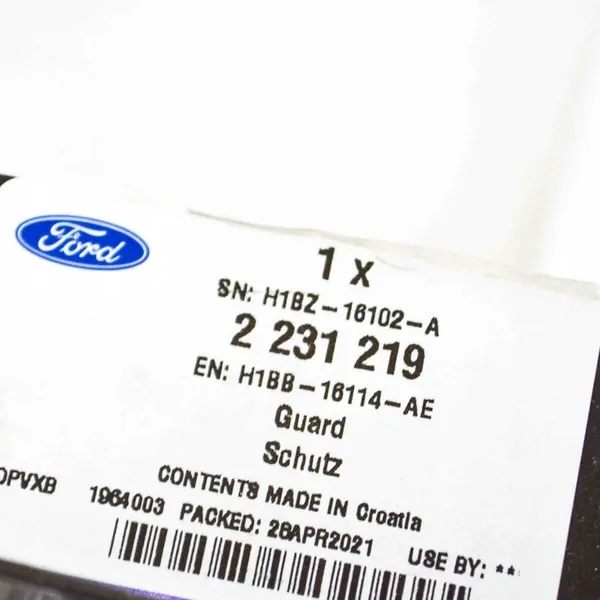 Ford
1 x
SN: H1BZ-16102-A
2 231 219
EN: H1BB-16114-AE
Guard
Schutz
CONTENTS MADE IN Croatia
OPVXB 1964003 PACKED: 28APR2021 USE BY: **